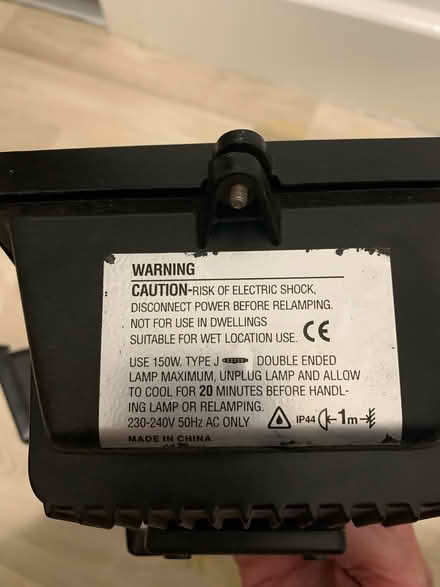 WARNING
CAUTION-RISK OF ELECTRIC SHOCK,
DISCONNECT POWER BEFORE RELAMPING.
NOT FOR USE IN DWELLINGS
SUITABLE FOR WET LOCATION USE. CE
USE 150W. TYPE J DOUBLE ENDED
LAMP MAXIMUM, UNPLUG LAMP AND ALLOW
TO COOL FOR 20 MINUTES BEFORE HANDL-
ING LAMP OR RELAMPING.
230-240V 50Hz AC ONLY IP44 1m
MADE IN CHINA